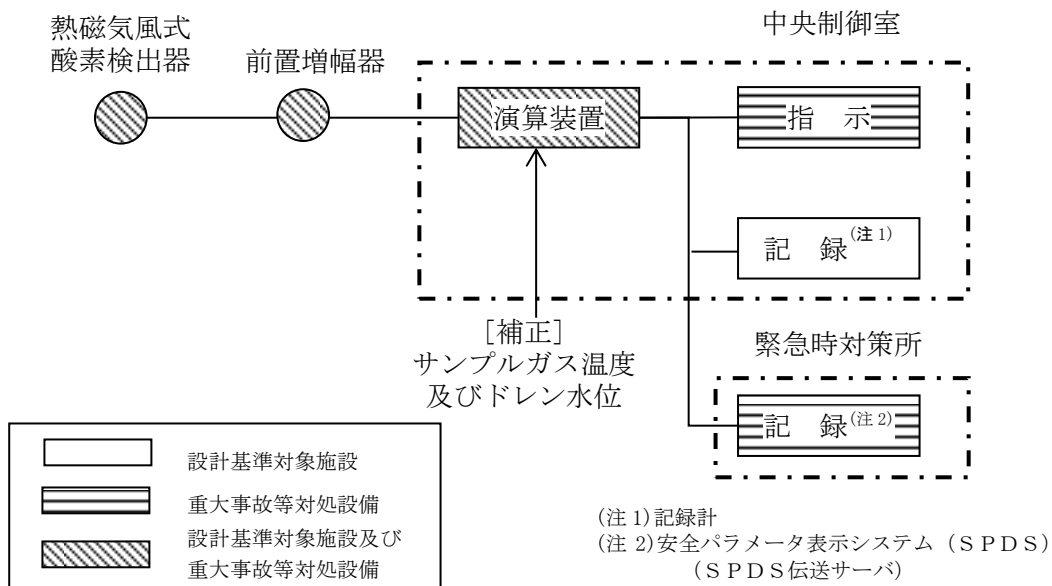 熱磁気風式
酸素検出器
前置増幅器
中央制御室
演算装置
指 示
記 録(注1)
[補正]
サンプルガス温度
及びドレン水位
緊急時対策所
記 録(注2)
設計基準対象施設
重大事故等対処設備
設計基準対象施設及び
重大事故等対処設備
(注1)記録計
(注2)安全パラメータ表示システム(SPDS)
(SPDS伝送サーバ)